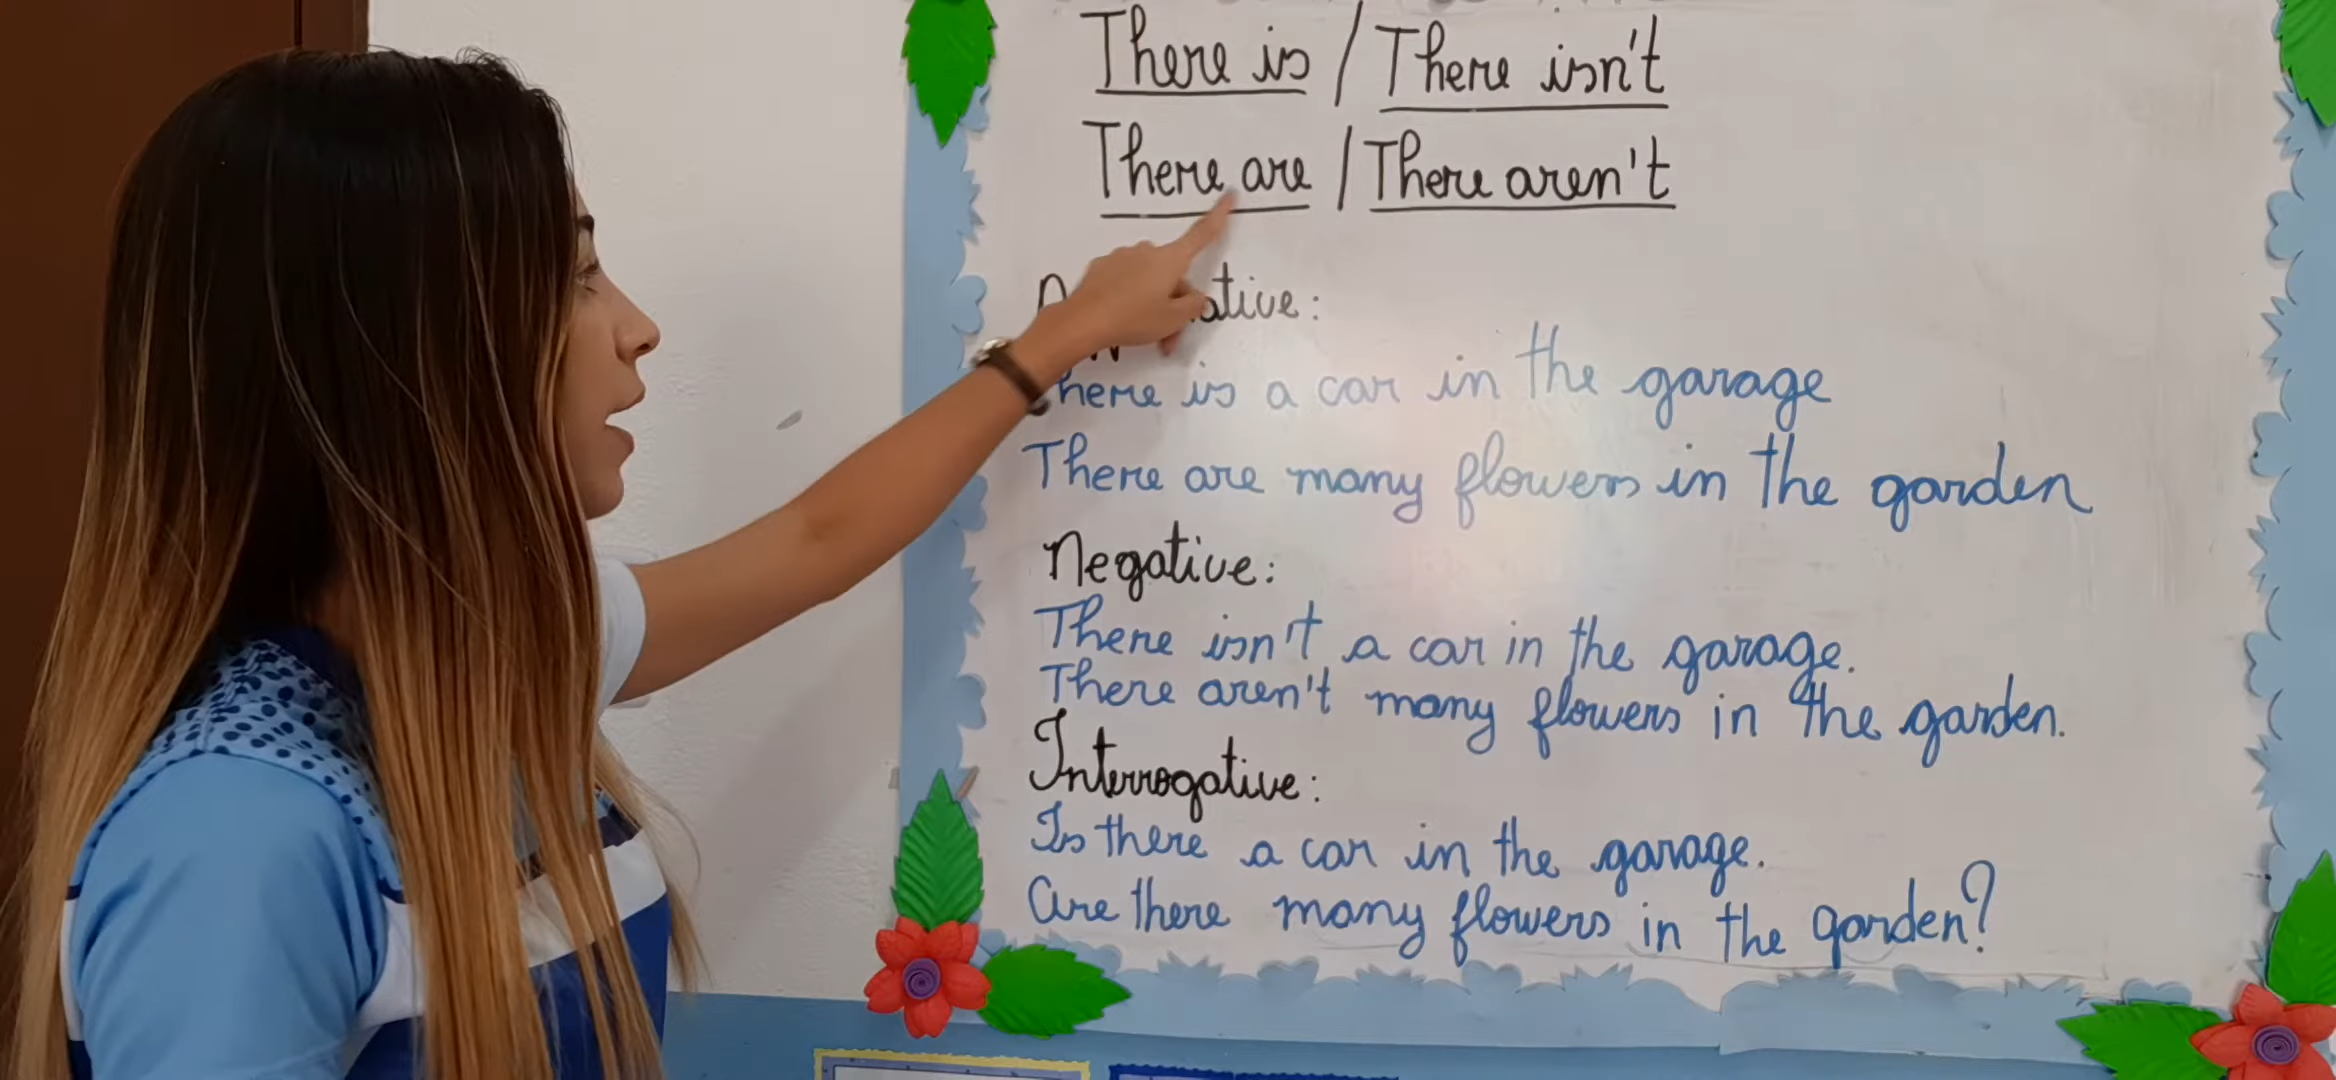 There is / There isn't
There are / There aren't
There is a car in the garage
There are many flowers in the garden
Negative:
There isn't a car in the garage.
There aren't many flowers in the garden.
Interrogative:
Is there a car in the garage.
Are there many flowers in the garden?